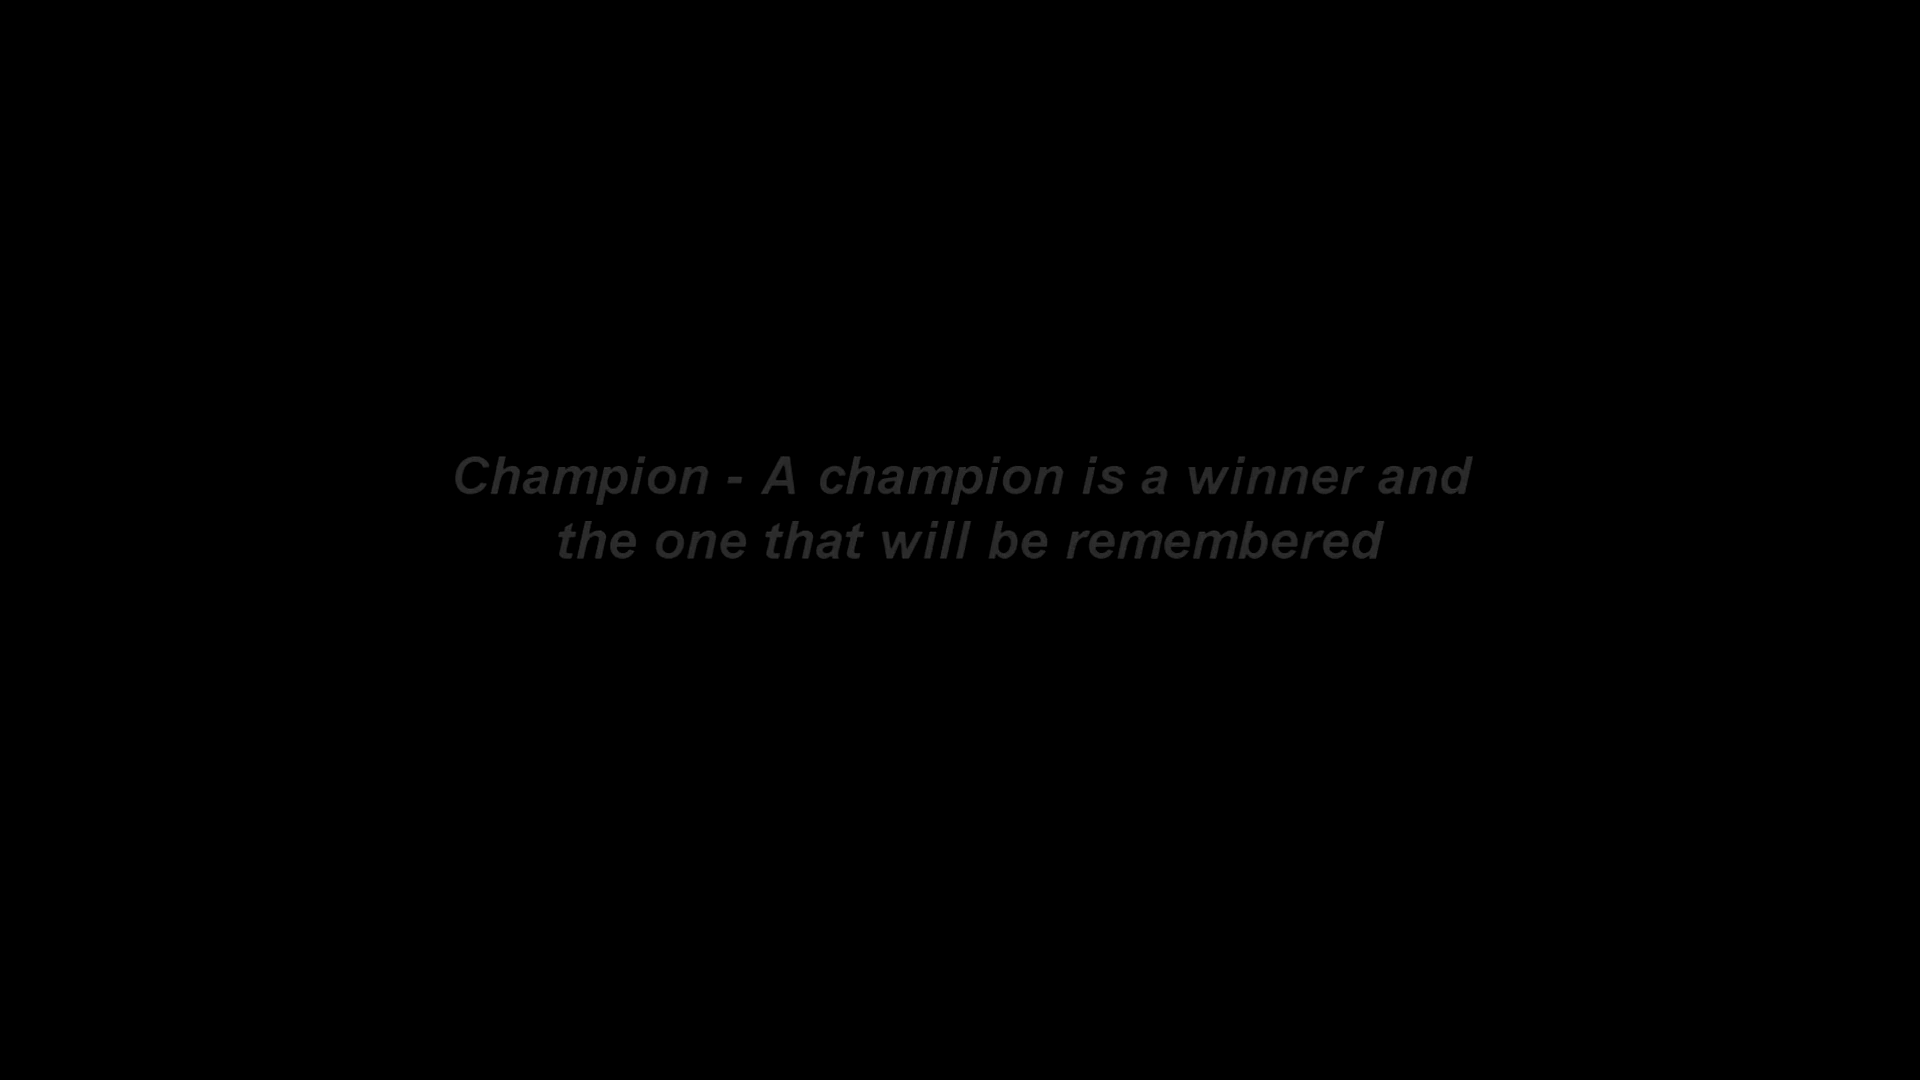 Champion - A champion is a winner and
the one that will be remembered